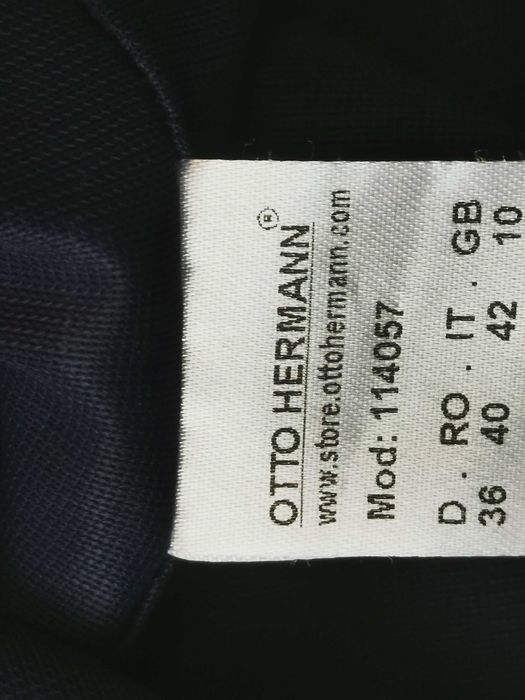 OTTO HERMANN®
www.store.ottohermann.com
Mod: 114057
D . RO . IT . GB
36 40 42 10